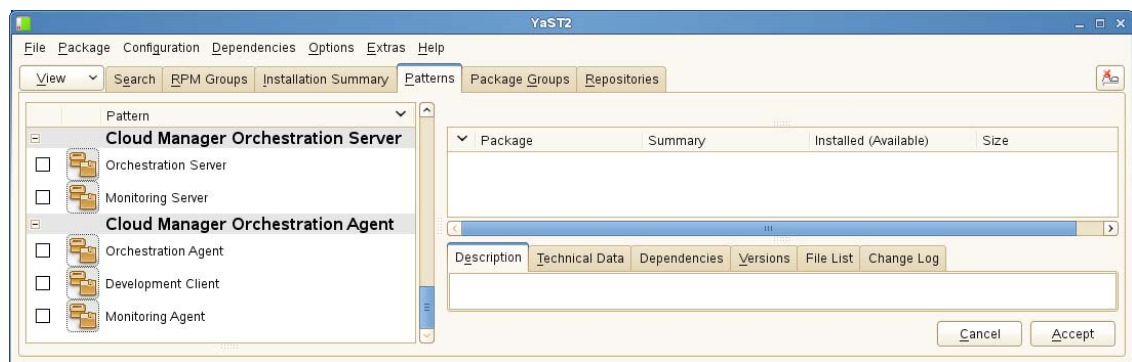 YaST2
File Package Configuration Dependencies Options Extras Help
View Search RPM Groups Installation Summary Patterns Package Groups Repositories
Pattern
Cloud Manager Orchestration Server
Orchestration Server
Monitoring Server
Cloud Manager Orchestration Agent
Orchestration Agent
Development Client
Monitoring Agent
Package Summary Installed (Available) Size
Description Technical Data Dependencies Versions File List Change Log
Cancel Accept